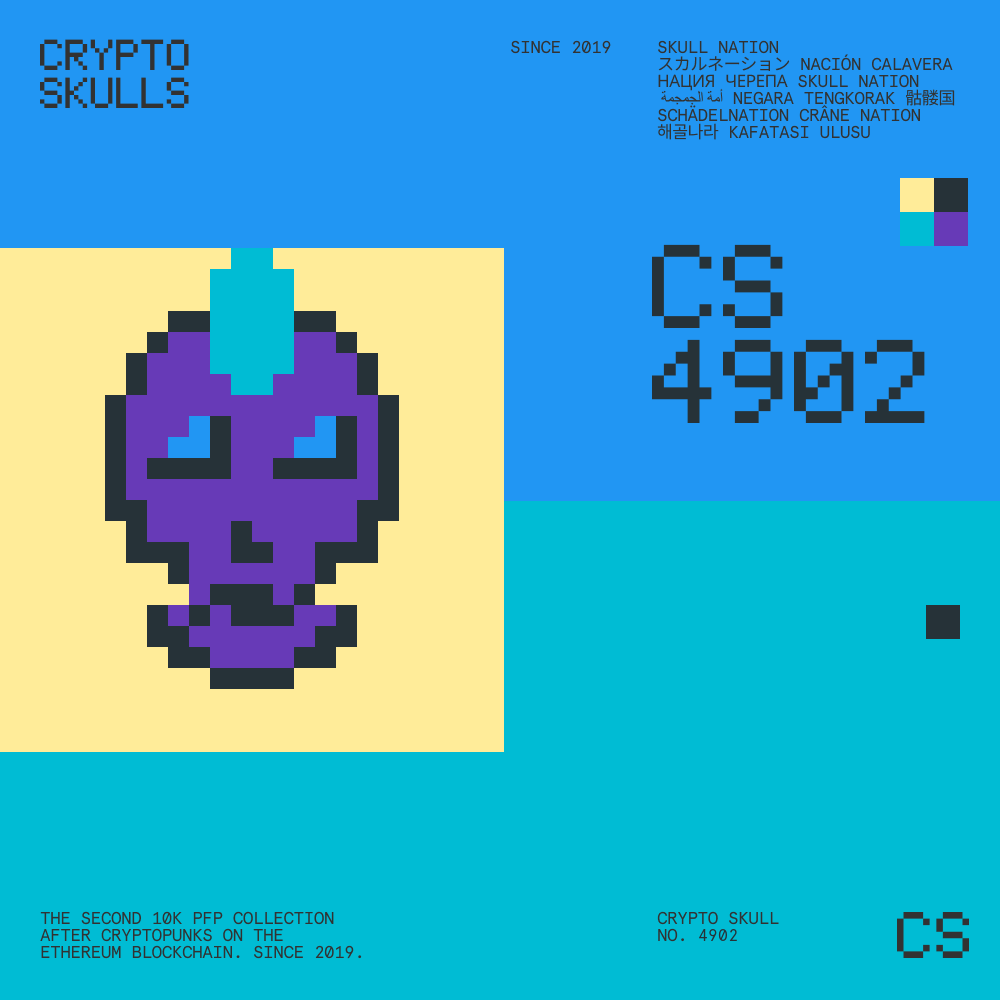 CRYPTO
SKULLS
SINCE 2019
SKULL NATION
スカルネーション NACIÓN CALAVERA
НАЦИЯ ЧЕРЕПА SKULL NATION
أمة الجمجمة NEGARA TENGKORAK 骷髅国
SCHÄDELNATION CRÂNE NATION
해골나라 KAFATASI ULUSU
CS
4902
THE SECOND 10K PFP COLLECTION
AFTER CRYPTOPUNKS ON THE
ETHEREUM BLOCKCHAIN. SINCE 2019.
CRYPTO SKULL
NO. 4902
CS